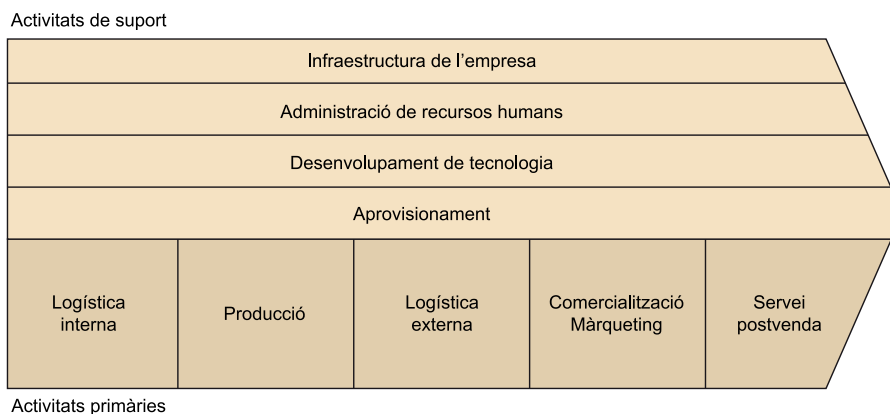 Activitats de suport
Infraestructura de l’empresa
Administració de recursos humans
Desenvolupament de tecnologia
Aprovisionament
Logística
interna
Producció
Logística
externa
Comercialització
Màrqueting
Servei
postvenda
Activitats primàries